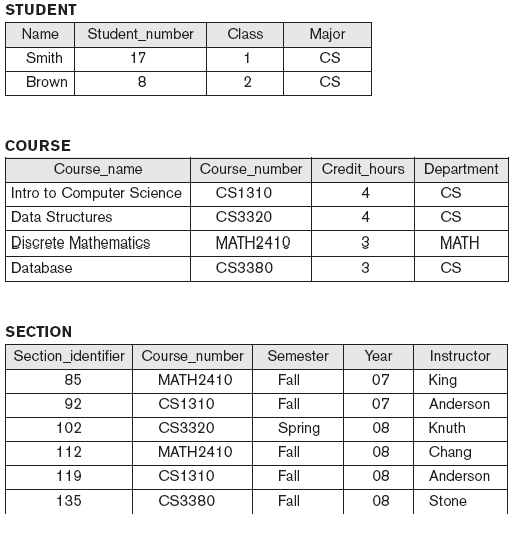 STUDENT
Name Student_number Class Major
Smith 17 1 CS
Brown 8 2 CS
COURSE
Course_name Course_number Credit_hours Department
Intro to Computer Science CS1310 4 CS
Data Structures CS3320 4 CS
Discrete Mathematics MATH2410 3 MATH
Database CS3380 3 CS
SECTION
Section_identifier Course_number Semester Year Instructor
85 MATH2410 Fall 07 King
92 CS1310 Fall 07 Anderson
102 CS3320 Spring 08 Knuth
112 MATH2410 Fall 08 Chang
119 CS1310 Fall 08 Anderson
135 CS3380 Fall 08 Stone